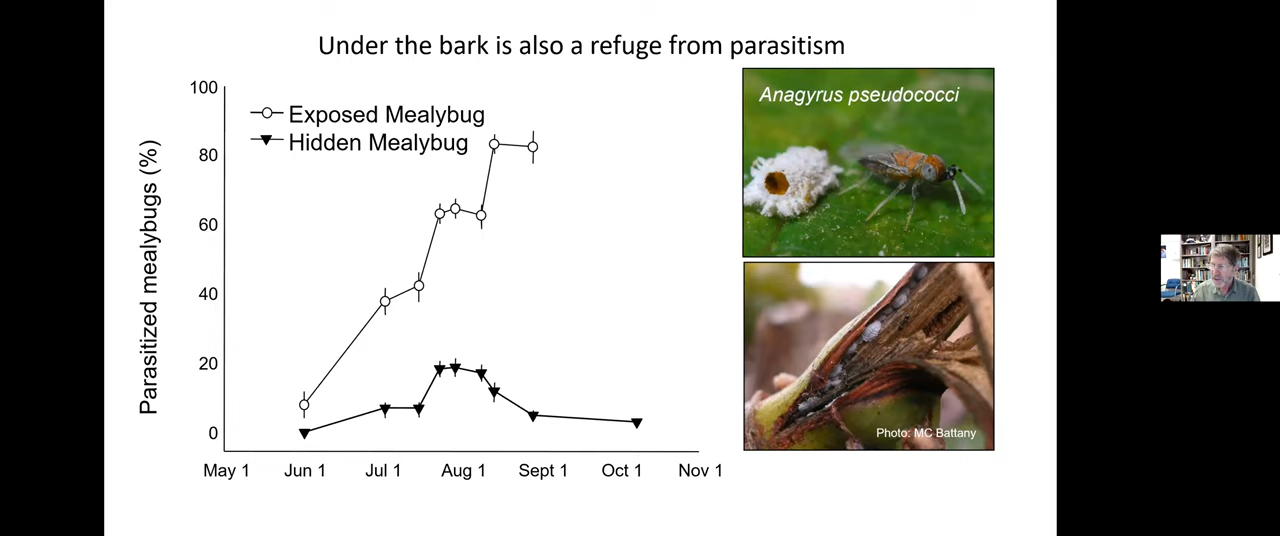 Under the bark is also a refuge from parasitism
100
80
60
40
20
0
Parasitized mealybugs (%)
Exposed Mealybug
Hidden Mealybug
May 1
Jun 1
Jul 1
Aug 1
Sept 1
Oct 1
Nov 1
Anagyrus pseudococci
Photo: MC Battany